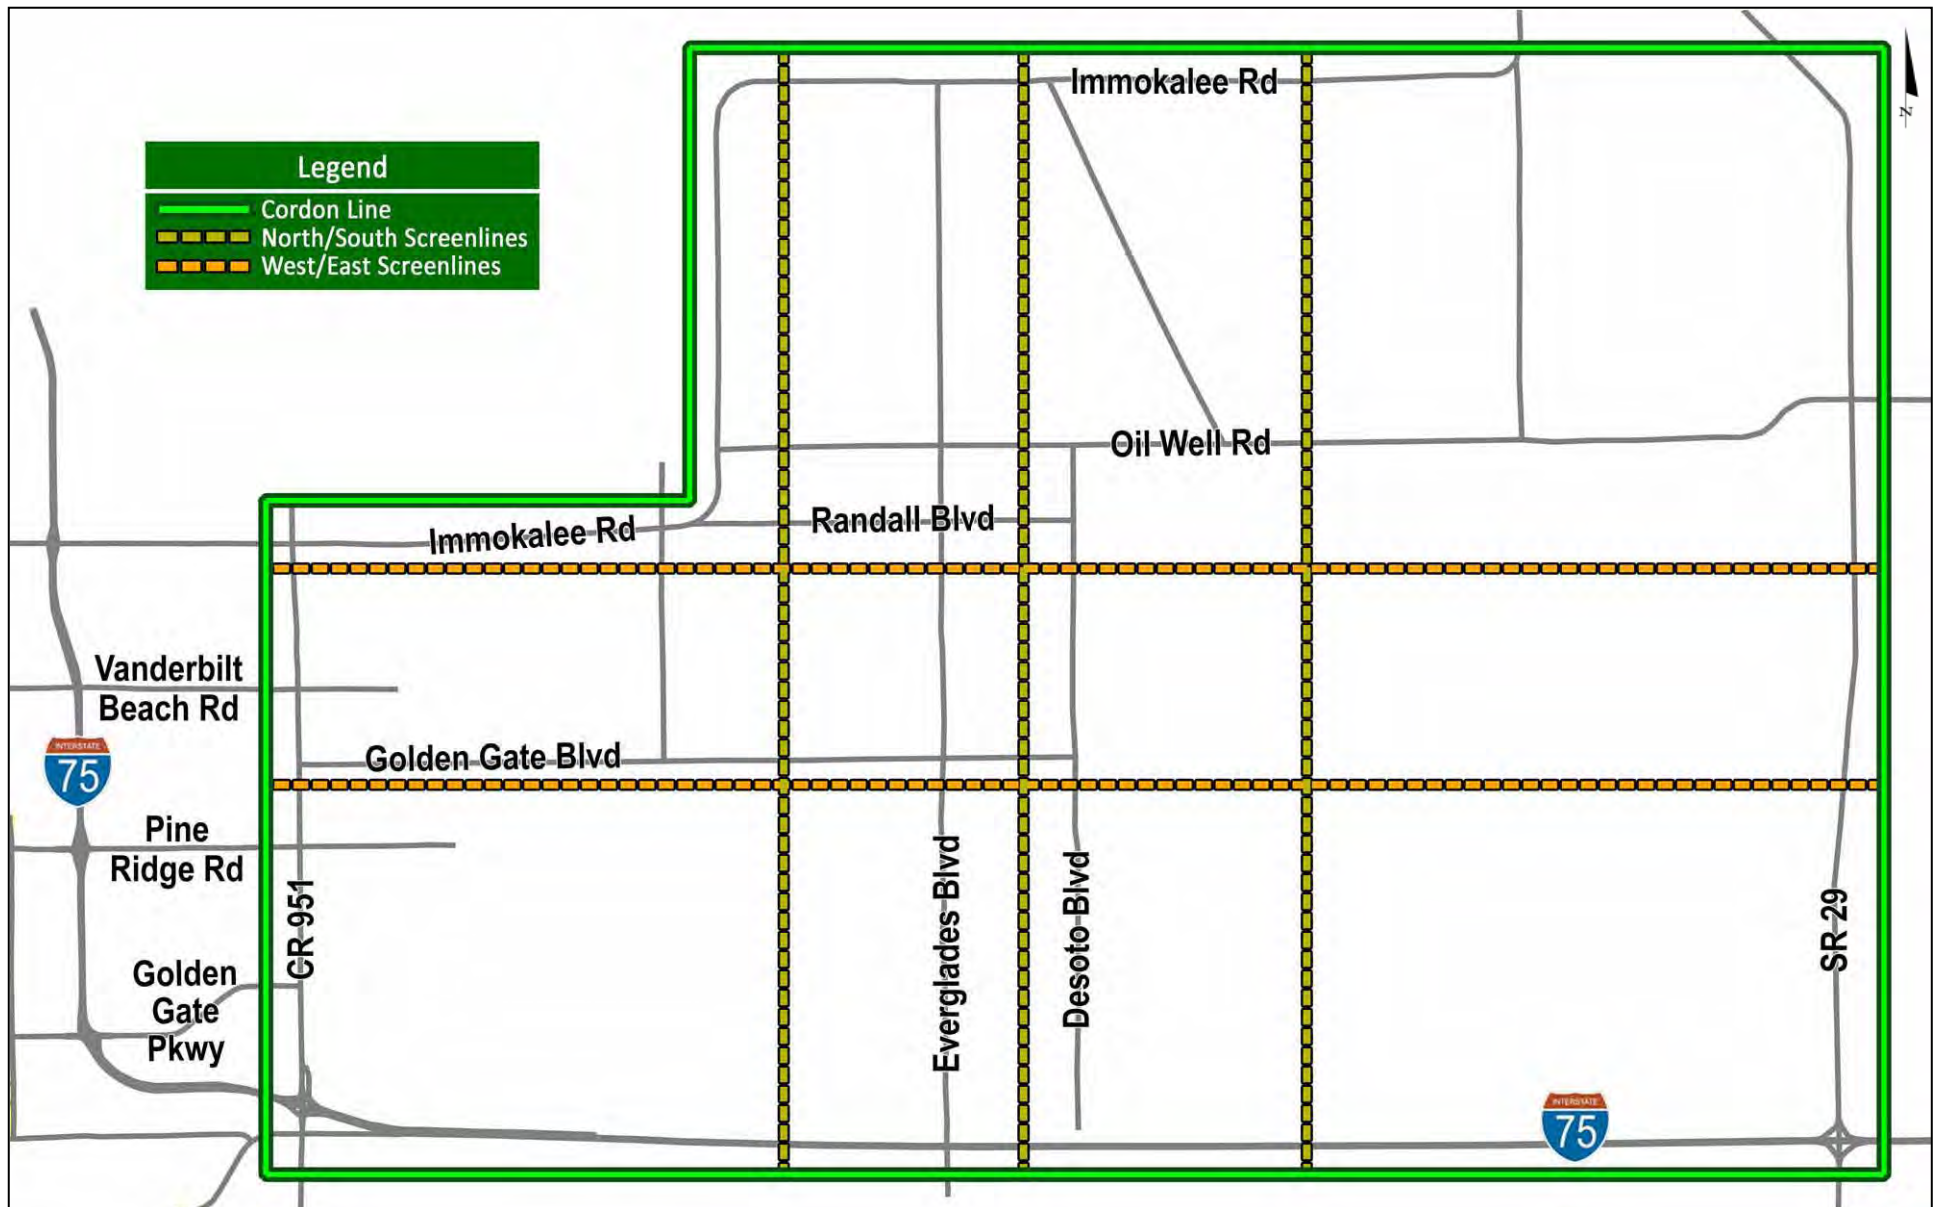 Immokalee Rd
Legend
Cordon Line
North/South Screenlines
West/East Screenlines
N
Oil Well Rd
Immokalee Rd
Randall Blvd
Vanderbilt
Beach Rd
INTERSTATE
75
Golden Gate Blvd
Pine
Ridge Rd
CR 951
Everglades Blvd
Desoto Blvd
SR 29
Golden
Gate
Pkwy
INTERSTATE
75